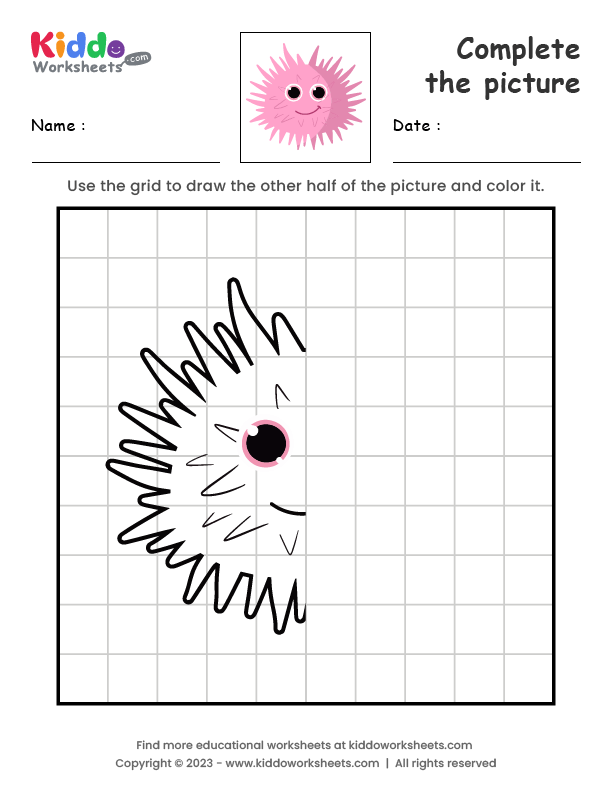 Kiddo
Worksheets.com
Complete
the picture
Name :
Date :
Use the grid to draw the other half of the picture and color it.
Find more educational worksheets at kiddoworksheets.com
Copyright © 2023 - www.kiddoworksheets.com | All rights reserved